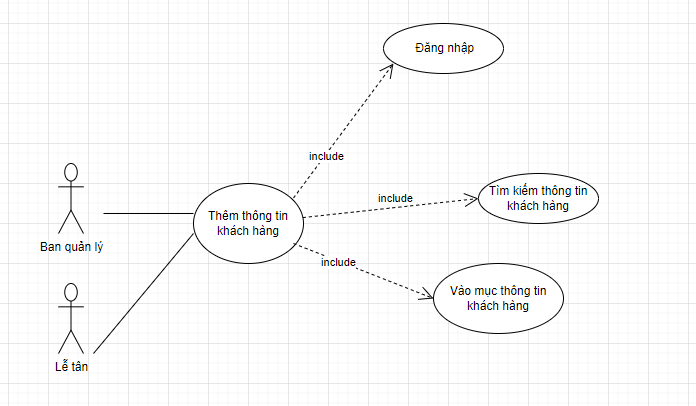 Đăng nhập
include
Tìm kiếm thông tin
khách hàng
include
Thêm thông tin
khách hàng
Ban quản lý
include
Vào mục thông tin
khách hàng
Lễ tân